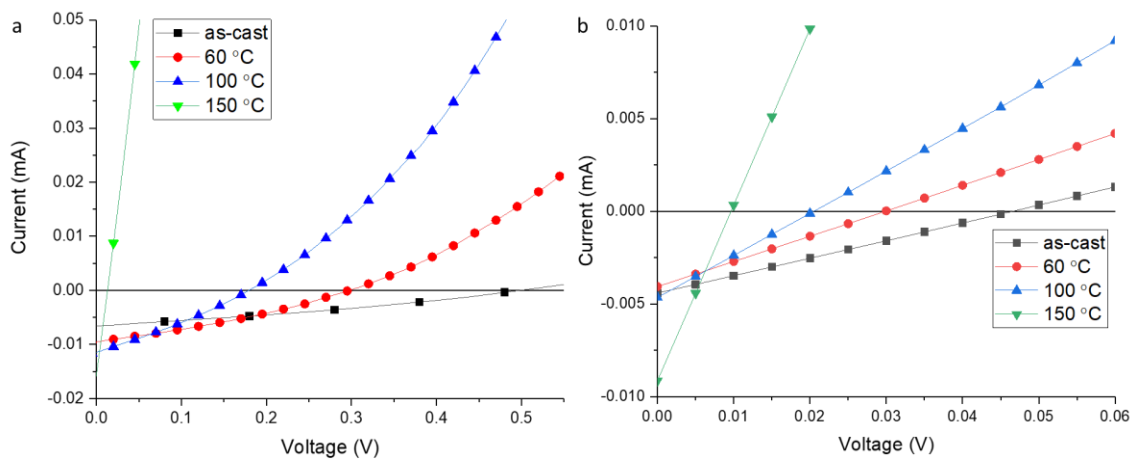 a
as-cast
60 °C
100 °C
150 °C
0.05
0.04
0.03
0.02
0.01
0.00
-0.01
-0.02
Current (mA)
0.0
0.1
0.2
0.3
0.4
0.5
Voltage (V)
b
0.010
0.005
0.000
-0.005
-0.010
Current (mA)
as-cast
60 °C
100 °C
150 °C
0.00
0.01
0.02
0.03
0.04
0.05
0.06
Voltage (V)